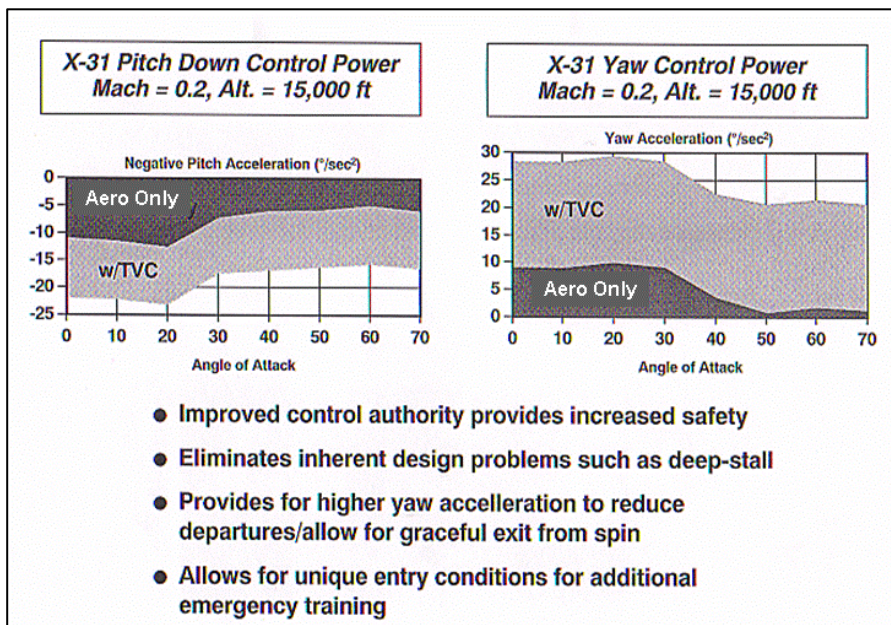 X-31 Pitch Down Control Power
Mach = 0.2, Alt. = 15,000 ft
Negative Pitch Acceleration (°/sec²)
0
-5
-10
-15
-20
-25
Aero Only
w/TVC
0 10 20 30 40 50 60 70
Angle of Attack
X-31 Yaw Control Power
Mach = 0.2, Alt. = 15,000 ft
Yaw Acceleration (°/sec²)
30
25
20
15
10
5
0
w/TVC
Aero Only
0 10 20 30 40 50 60 70
Angle of Attack
● Improved control authority provides increased safety
● Eliminates inherent design problems such as deep-stall
● Provides for higher yaw accelleration to reduce
departures/allow for graceful exit from spin
● Allows for unique entry conditions for additional
emergency training